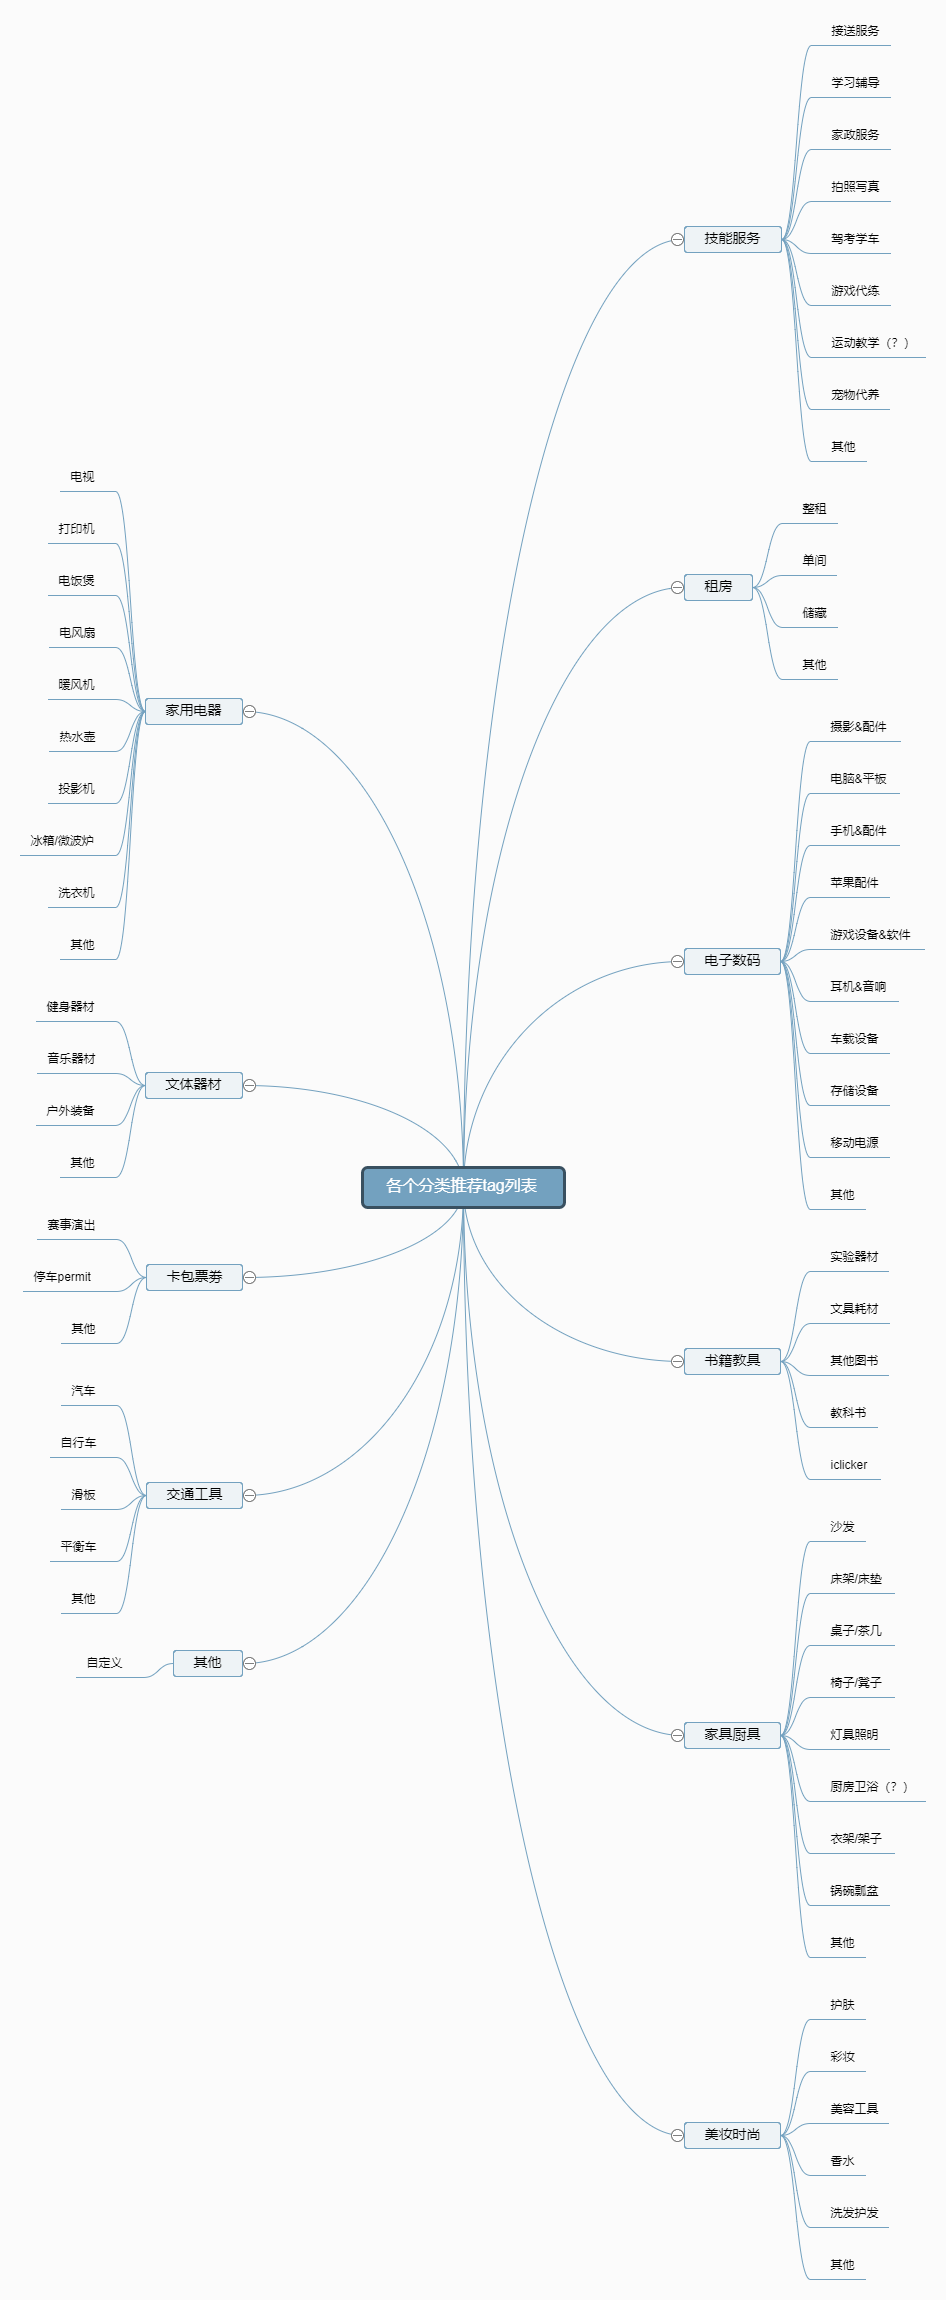 各个分类推荐tag列表
技能服务
接送服务
学习辅导
家政服务
拍照写真
驾考学车
游戏代练
运动教学（？）
宠物代养
其他
租房
整租
单间
储藏
其他
电子数码
摄影&配件
电脑&平板
手机&配件
苹果配件
游戏设备&软件
耳机&音响
车载设备
存储设备
移动电源
其他
书籍教具
实验器材
文具耗材
其他图书
教科书
iclicker
家具厨具
沙发
床架/床垫
桌子/茶几
椅子/凳子
灯具照明
厨房卫浴（？）
衣架/架子
锅碗瓢盆
其他
美妆时尚
护肤
彩妆
美容工具
香水
洗发护发
其他
家用电器
电视
打印机
电饭煲
电风扇
暖风机
热水壶
投影机
冰箱/微波炉
洗衣机
其他
文体器材
健身器材
音乐器材
户外装备
其他
卡包票券
赛事演出
停车permit
其他
交通工具
汽车
自行车
滑板
平衡车
其他
其他
自定义